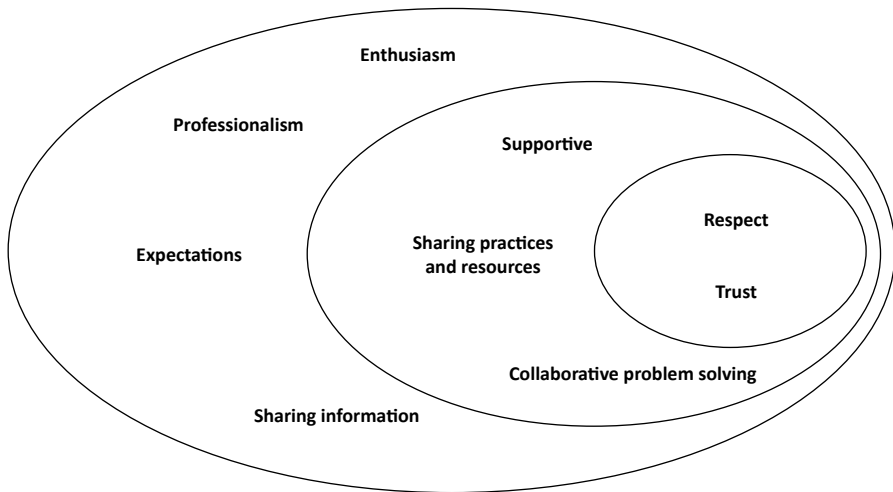 Enthusiasm
Professionalism
Supportive
Respect
Sharing practices
and resources
Expectations
Trust
Collaborative problem solving
Sharing information